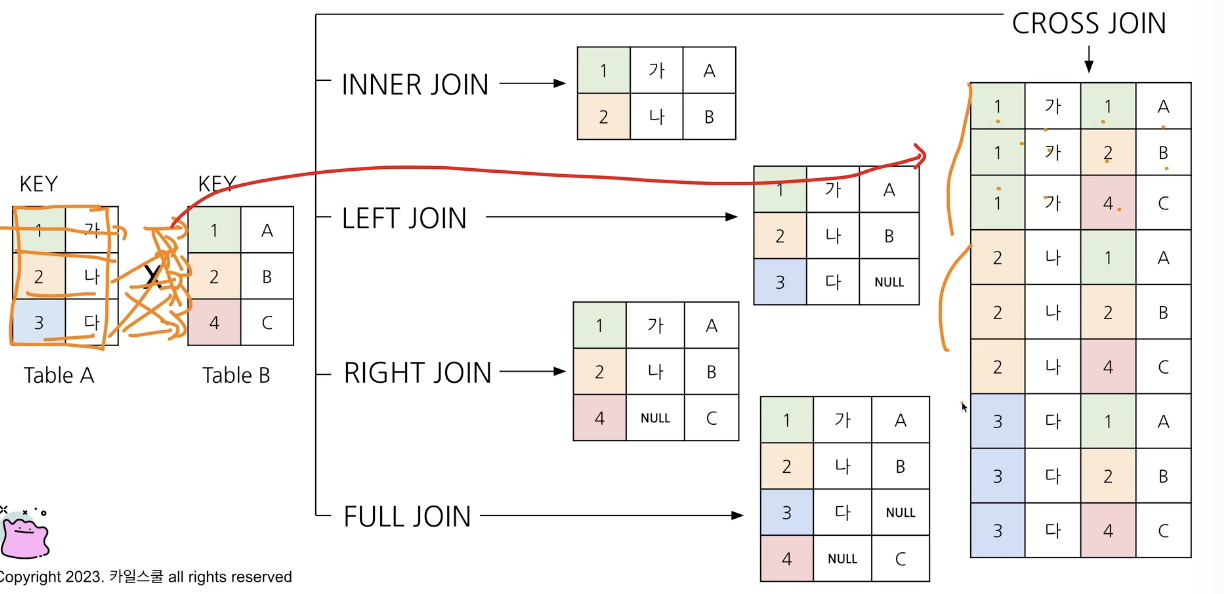 CROSS JOIN
INNER JOIN
1 가 A
2 나 B
KEY
1 가
2 나
3 다
Table A
X
KEY
1 A
2 B
4 C
Table B
LEFT JOIN
1 가 A
2 나 B
3 다 NULL
RIGHT JOIN
1 가 A
2 나 B
4 NULL C
FULL JOIN
1 가 A
2 나 B
3 다 NULL
4 NULL C
1 가 1 A
1 가 2 B
1 가 4 C
2 나 1 A
2 나 2 B
2 나 4 C
3 다 1 A
3 다 2 B
3 다 4 C
Copyright 2023. 카일스쿨 all rights reserved